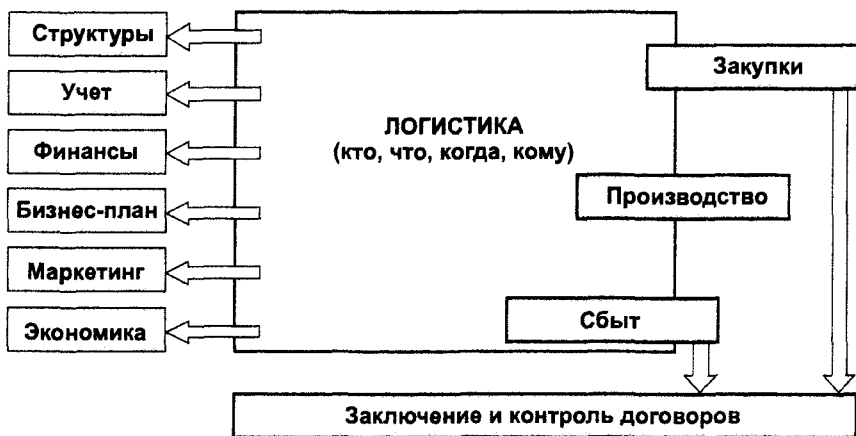 Структуры
Учет
Финансы
Бизнес-план
Маркетинг
Экономика
ЛОГИСТИКА
(кто, что, когда, кому)
Закупки
Производство
Сбыт
Заключение и контроль договоров